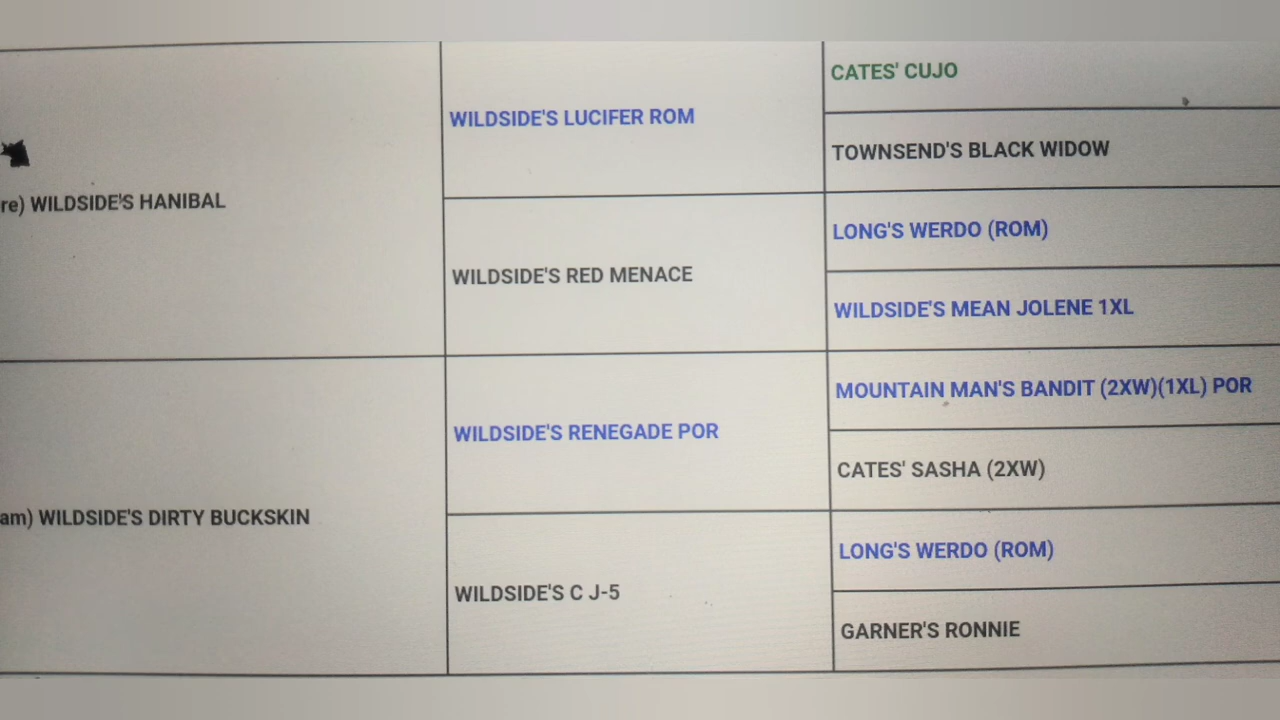 re) WILDSIDE'S HANIBAL
am) WILDSIDE'S DIRTY BUCKSKIN
WILDSIDE'S LUCIFER ROM
WILDSIDE'S RED MENACE
WILDSIDE'S RENEGADE POR
WILDSIDE'S C J-5
CATES' CUJO
TOWNSEND'S BLACK WIDOW
LONG'S WERDO (ROM)
WILDSIDE'S MEAN JOLENE 1XL
MOUNTAIN MAN'S BANDIT (2XW)(1XL) POR
CATES' SASHA (2XW)
LONG'S WERDO (ROM)
GARNER'S RONNIE